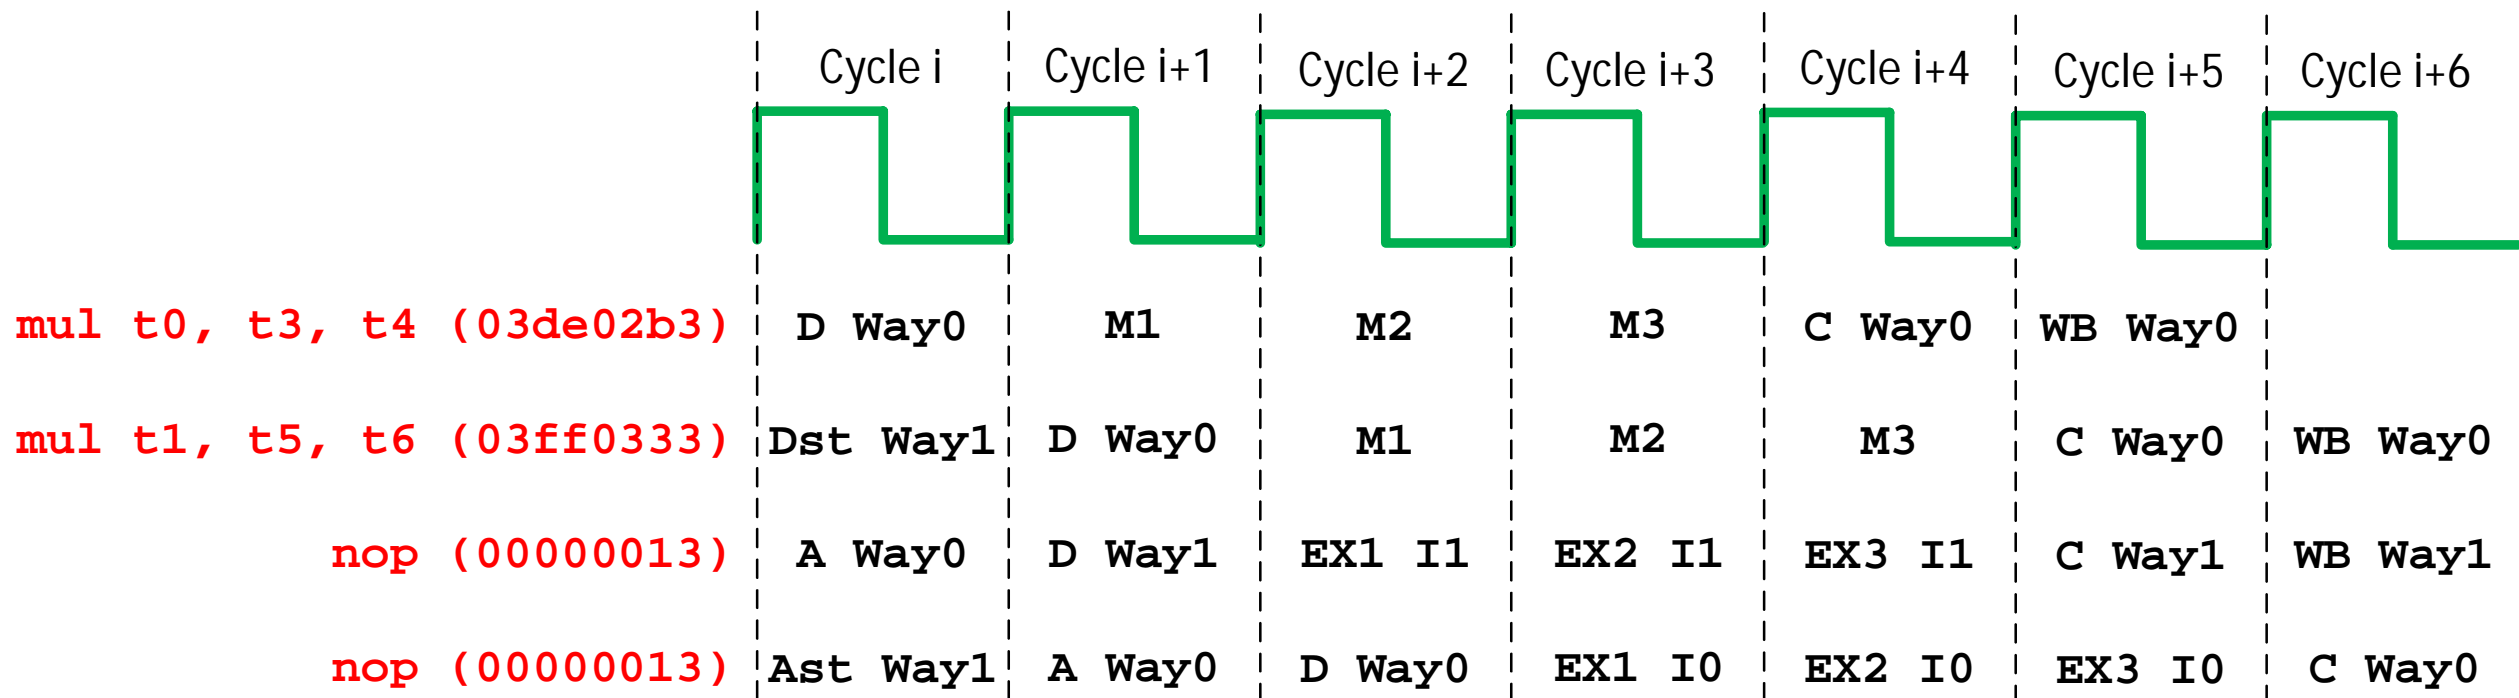 Cycle i Cycle i+1 Cycle i+2 Cycle i+3 Cycle i+4 Cycle i+5 Cycle i+6
mul t0, t3, t4 (03de02b3) D Way0 M1 M2 M3 C Way0 WB Way0
mul t1, t5, t6 (03ff0333) Dst Way1 D Way0 M1 M2 M3 C Way0 WB Way0
nop (00000013) A Way0 D Way1 EX1 I1 EX2 I1 EX3 I1 C Way1 WB Way1
nop (00000013) Ast Way1 A Way0 D Way0 EX1 I0 EX2 I0 EX3 I0 C Way0